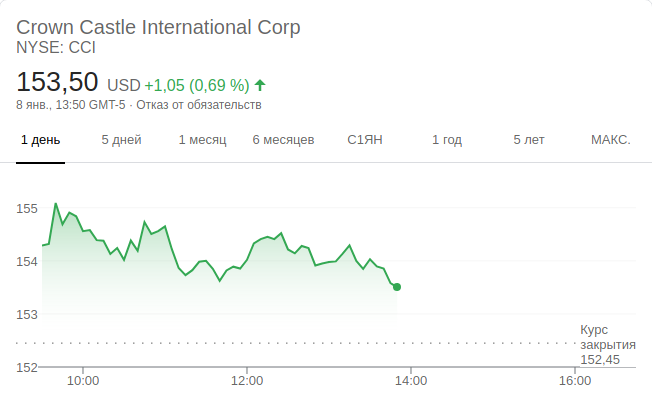 Crown Castle International Corp
NYSE: CCI
153,50 USD +1,05 (0,69 %)
8 янв., 13:50 GMT-5 · Отказ от обязательств
1 день 5 дней 1 месяц 6 месяцев С1ЯН 1 год 5 лет МАКС.
155
154
153
Курс
закрытия
152,45
152
10:00 12:00 14:00 16:00